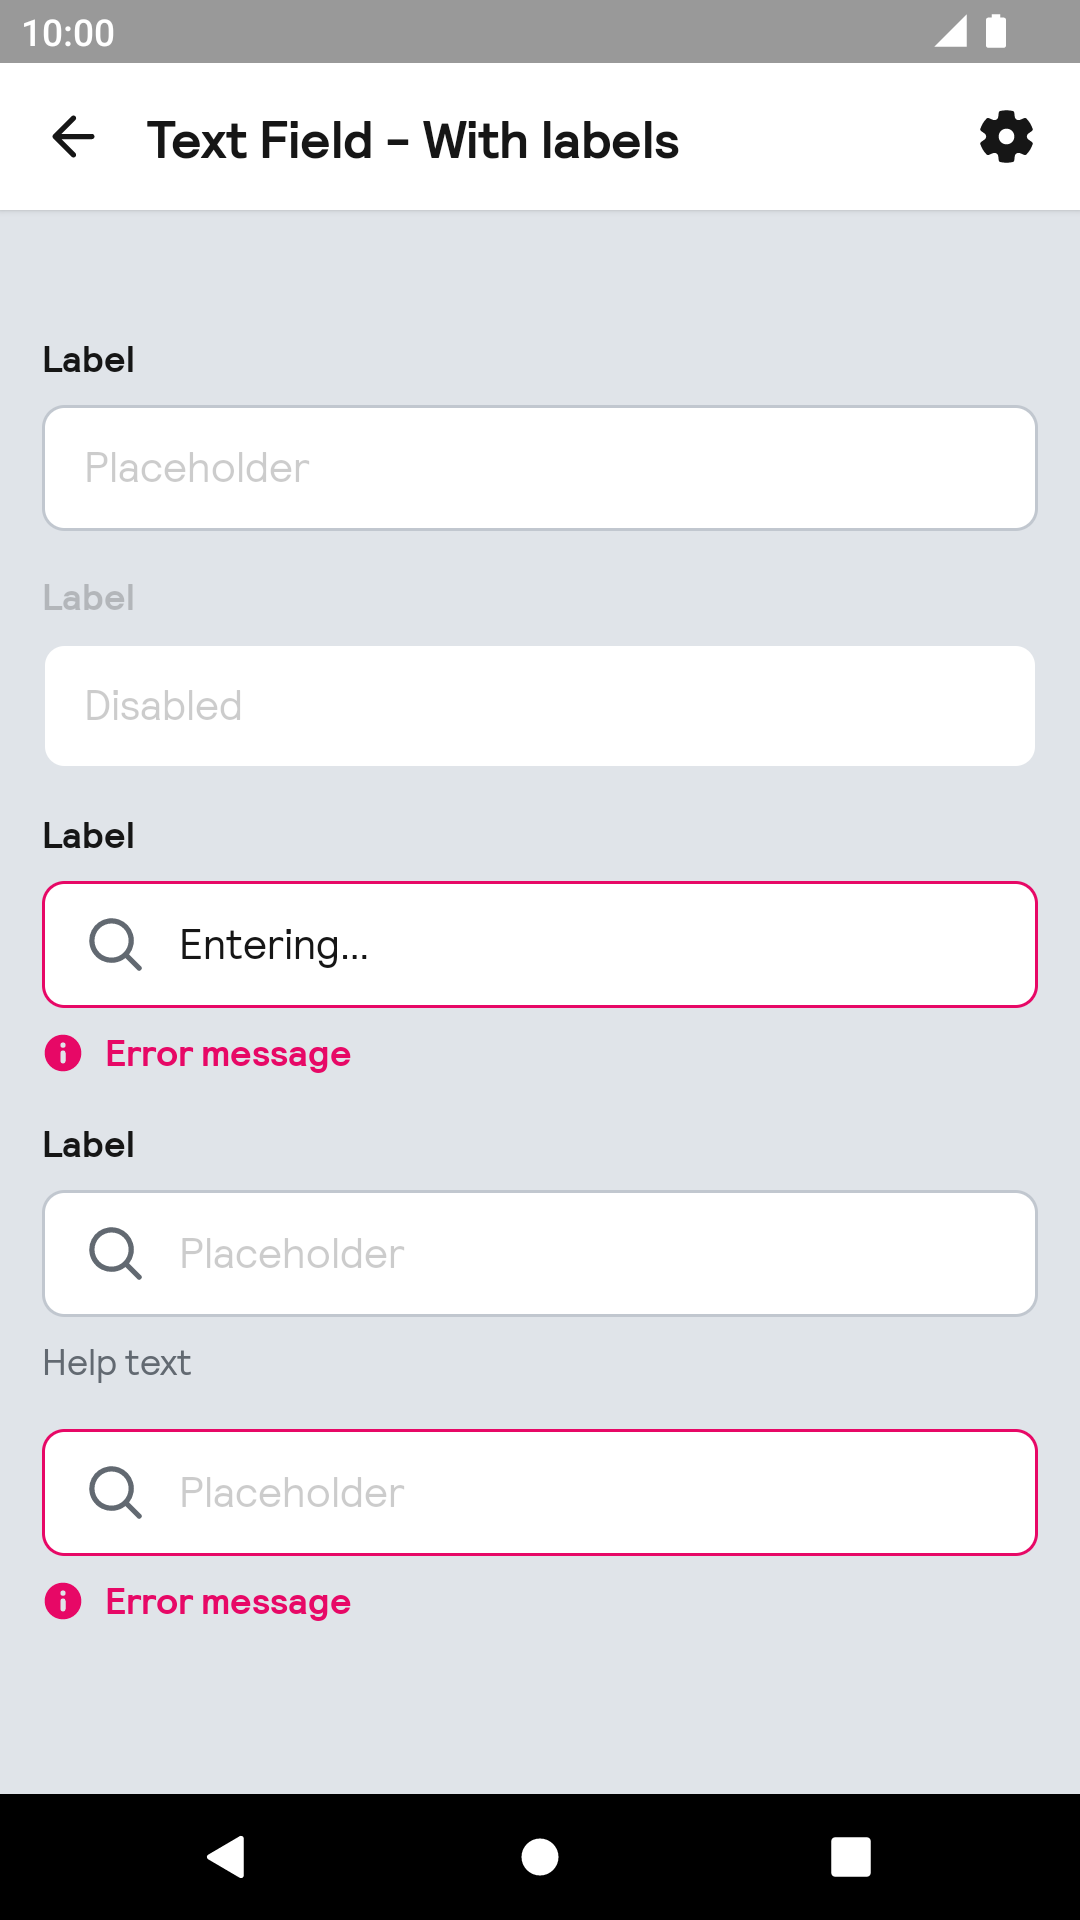 10:00
Text Field - With labels
Label
Placeholder
Label
Disabled
Label
Entering...
Error message
Label
Placeholder
Help text
Placeholder
Error message